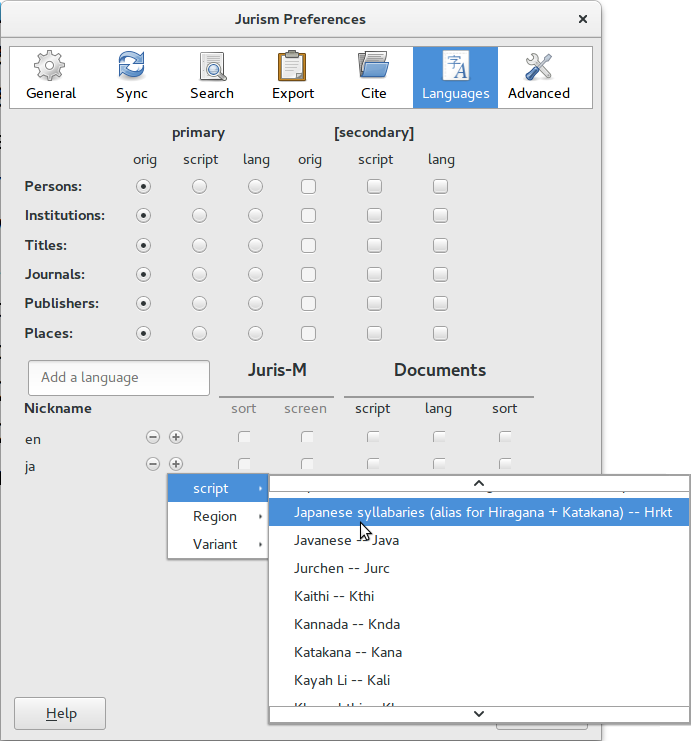 Jurism Preferences
General Sync Search Export Cite Languages Advanced
primary [secondary]
orig script lang orig script lang
Persons:
Institutions:
Titles:
Journals:
Publishers:
Places:
Add a language Juris-M Documents
Nickname sort screen script lang sort
en
ja
script
Region
Variant
Japanese syllabaries (alias for Hiragana + Katakana) -- Hrkt
Javanese -- Java
Jurchen -- Jurc
Kaithi -- Kthi
Kannada -- Knda
Katakana -- Kana
Kayah Li -- Kali
Help